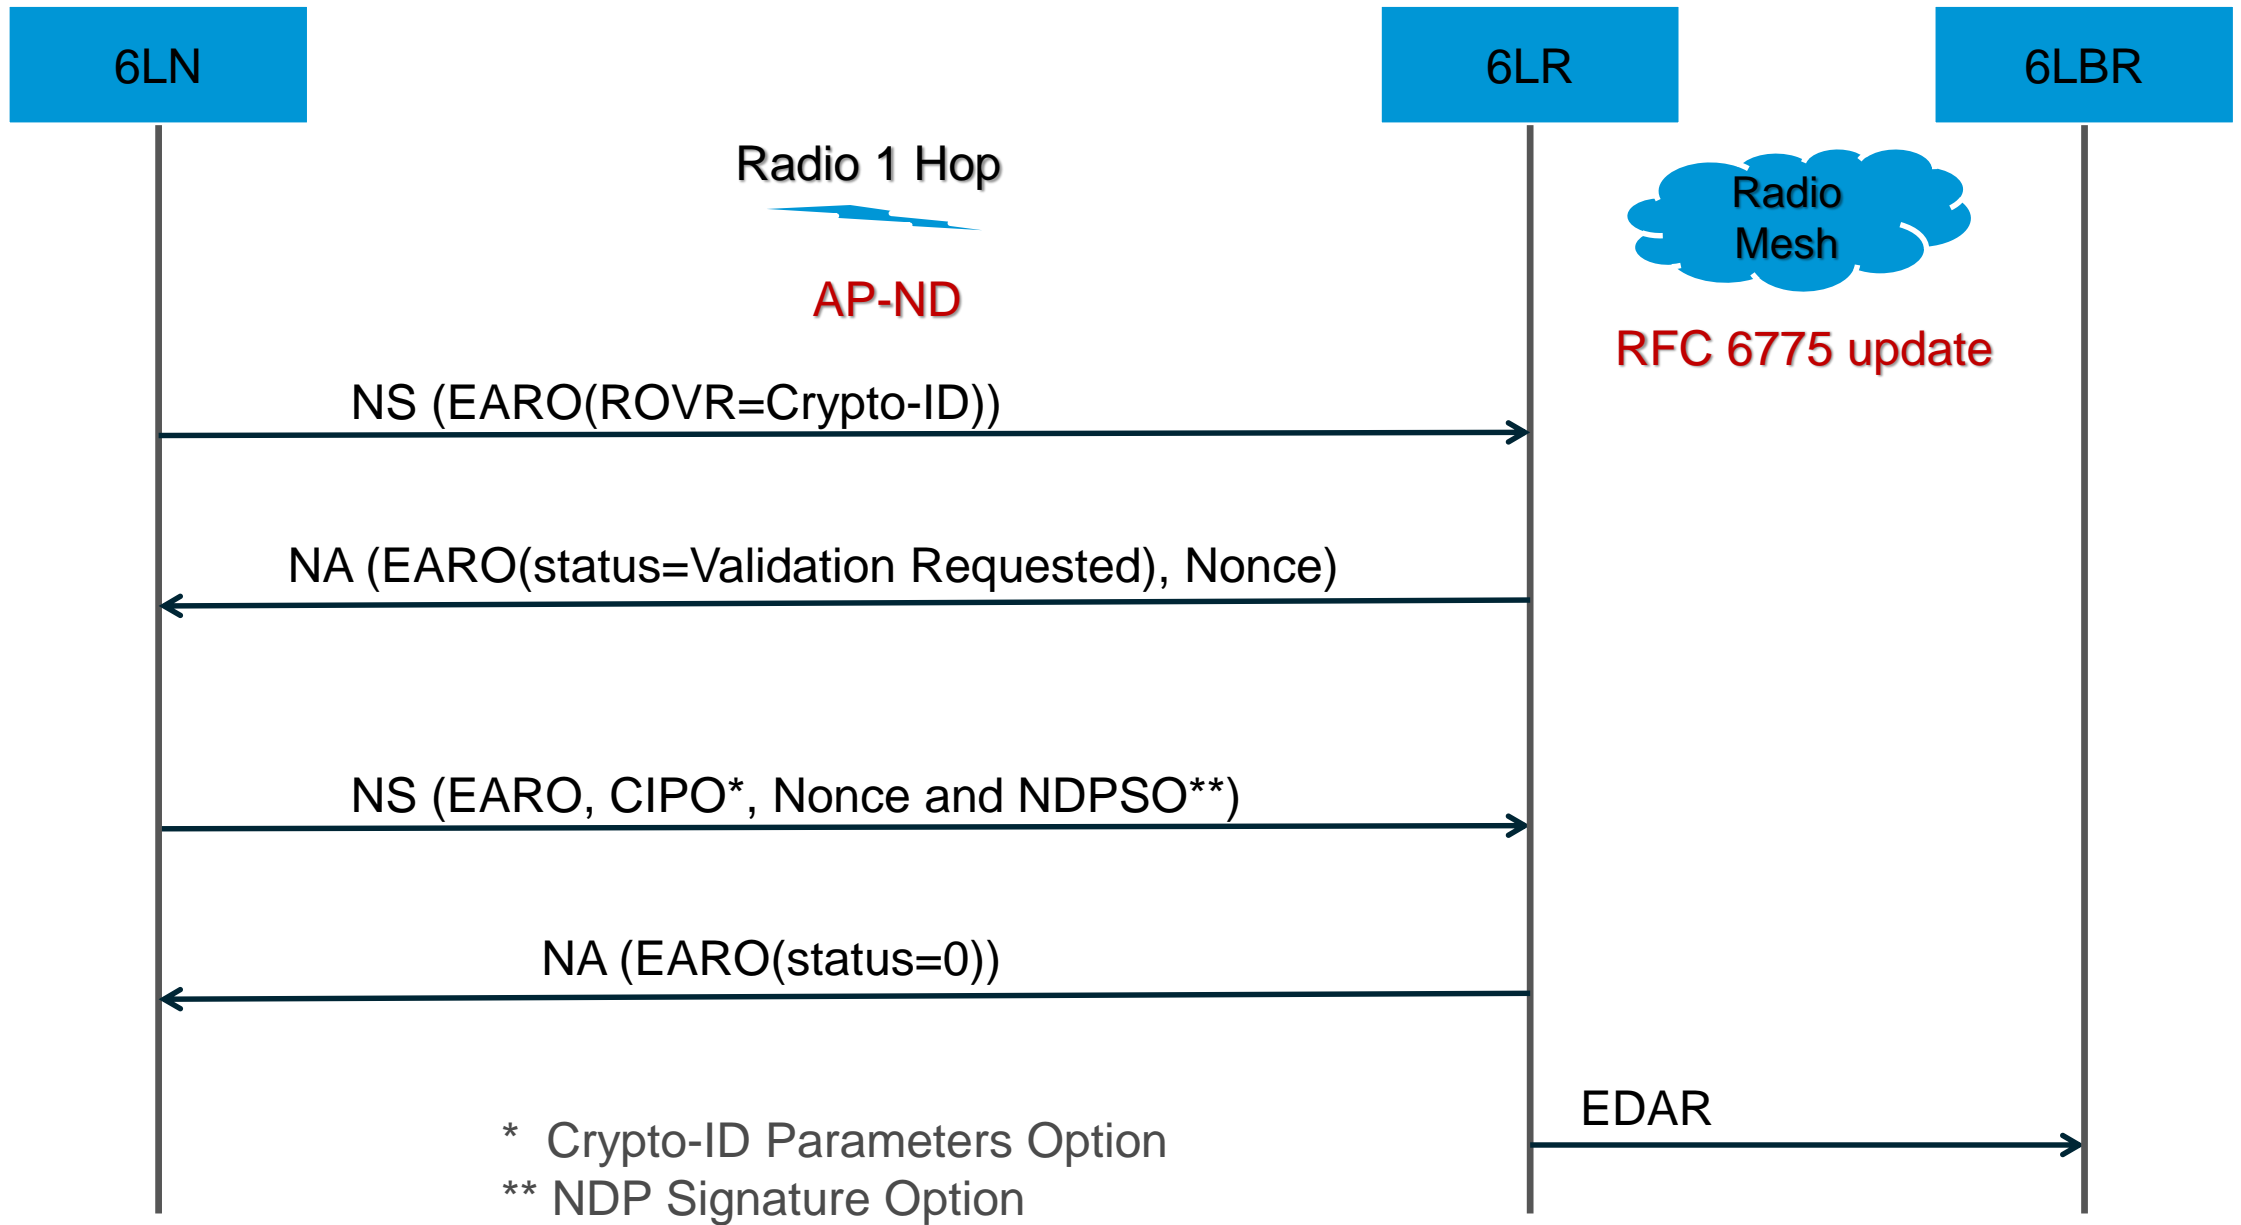 6LN
6LR
6LBR
Radio 1 Hop
Radio
Mesh
AP-ND
RFC 6775 update
NS (EARO(ROVR=Crypto-ID))
NA (EARO(status=Validation Requested), Nonce)
NS (EARO, CIPO*, Nonce and NDPSO**)
NA (EARO(status=0))
EDAR
* Crypto-ID Parameters Option
** NDP Signature Option